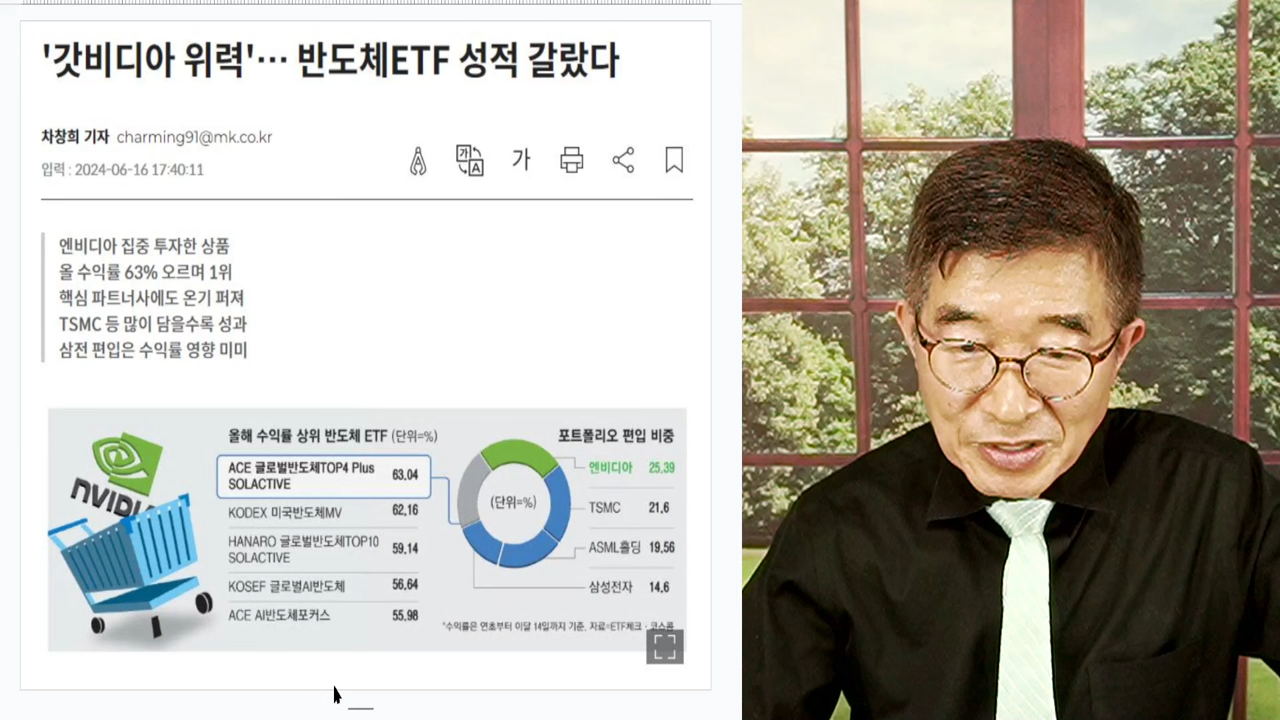 '갓비디아 위력'… 반도체ETF 성적 갈랐다
차창희 기자 charming91@mk.co.kr
입력 : 2024-06-16 17:40:11
가 A
가
엔비디아 집중 투자한 상품
올 수익률 63% 오르며 1위
핵심 파트너사에도 온기 퍼져
TSMC 등 많이 담을수록 성과
삼전 편입은 수익률 영향 미미
NVIDIA
올해 수익률 상위 반도체 ETF (단위=%)
ACE 글로벌반도체TOP4 Plus
SOLACTIVE
63.04
KODEX 미국반도체MV 62,16
HANARO 글로벌반도체TOP10
SOLACTIVE
59.14
KOSEF 글로벌AI반도체 56,64
ACE AI반도체포커스 55,98
포트폴리오 편입 비중
(단위=%)
엔비디아 25.39
TSMC 21.6
ASML홀딩 19.56
삼성전자 14.6
*수익률은 연초부터 이달 14일까지 기준, 자료=ETF체크·코스콤